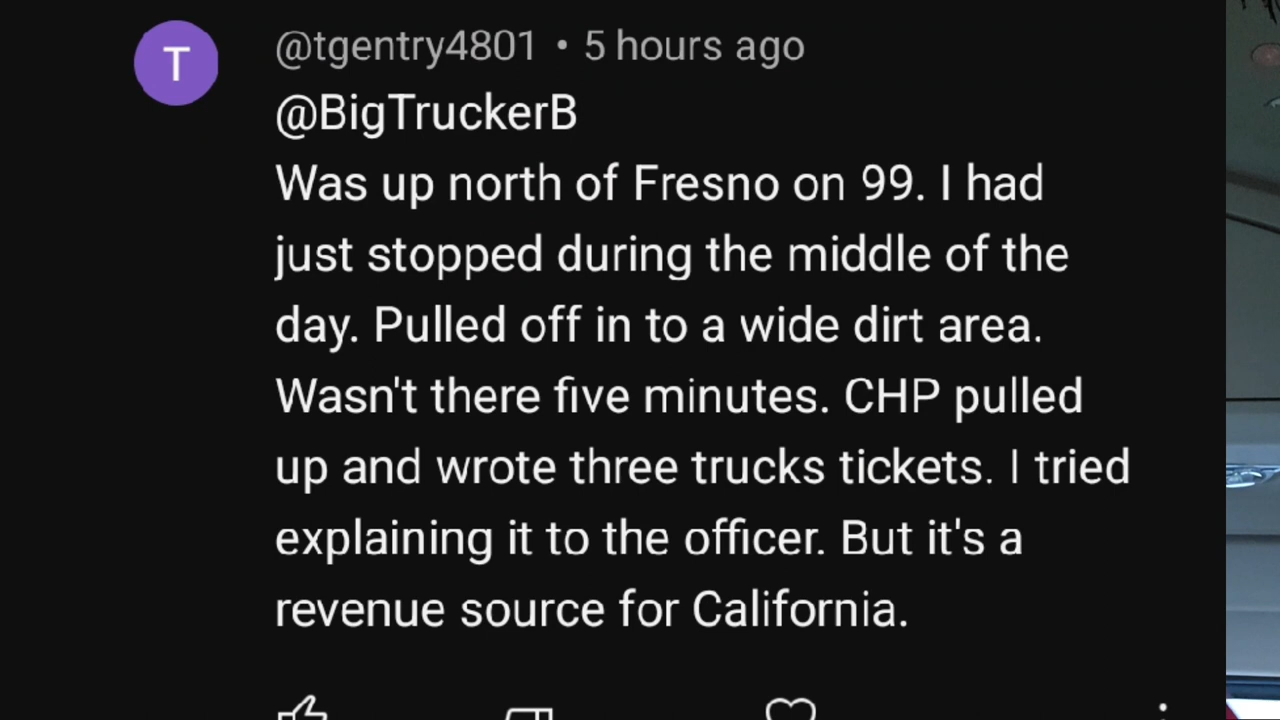 T
@tgentry4801 • 5 hours ago
@BigTruckerB
Was up north of Fresno on 99. I had
just stopped during the middle of the
day. Pulled off in to a wide dirt area.
Wasn't there five minutes. CHP pulled
up and wrote three trucks tickets. I tried
explaining it to the officer. But it's a
revenue source for California.